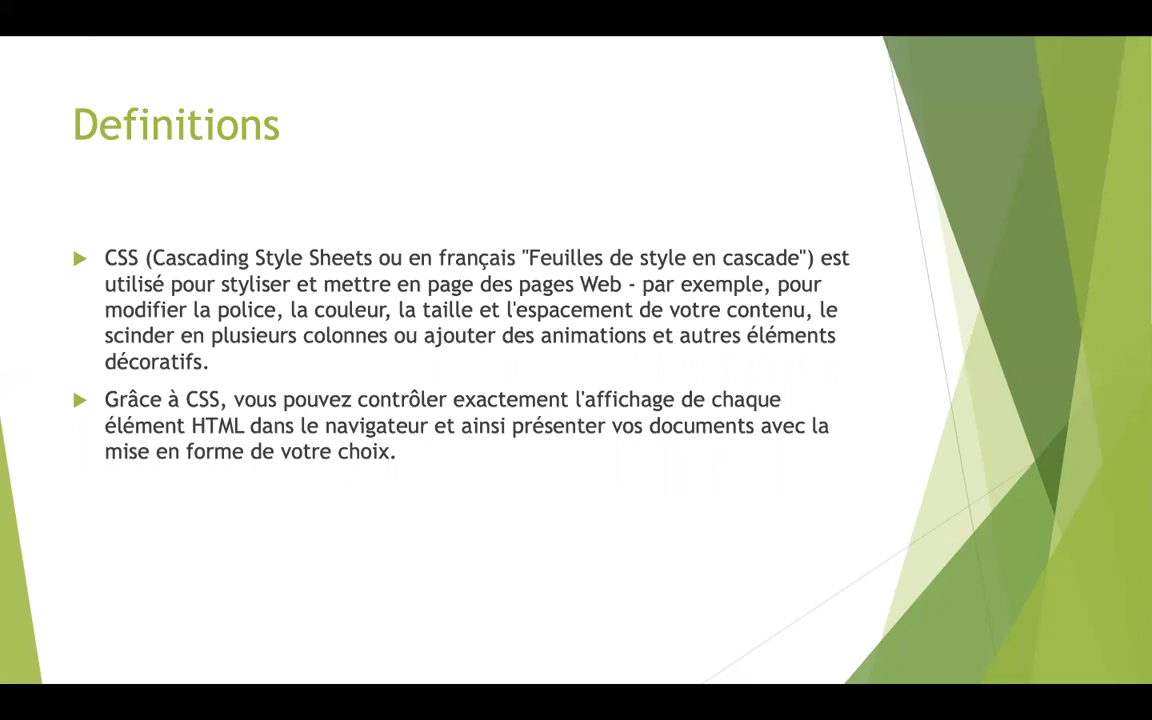 Definitions
CSS (Cascading Style Sheets ou en français "Feuilles de style en cascade") est
utilisé pour styliser et mettre en page des pages Web - par exemple, pour
modifier la police, la couleur, la taille et l'espacement de votre contenu, le
scinder en plusieurs colonnes ou ajouter des animations et autres éléments
décoratifs.
Grâce à CSS, vous pouvez contrôler exactement l'affichage de chaque
élément HTML dans le navigateur et ainsi présenter vos documents avec la
mise en forme de votre choix.